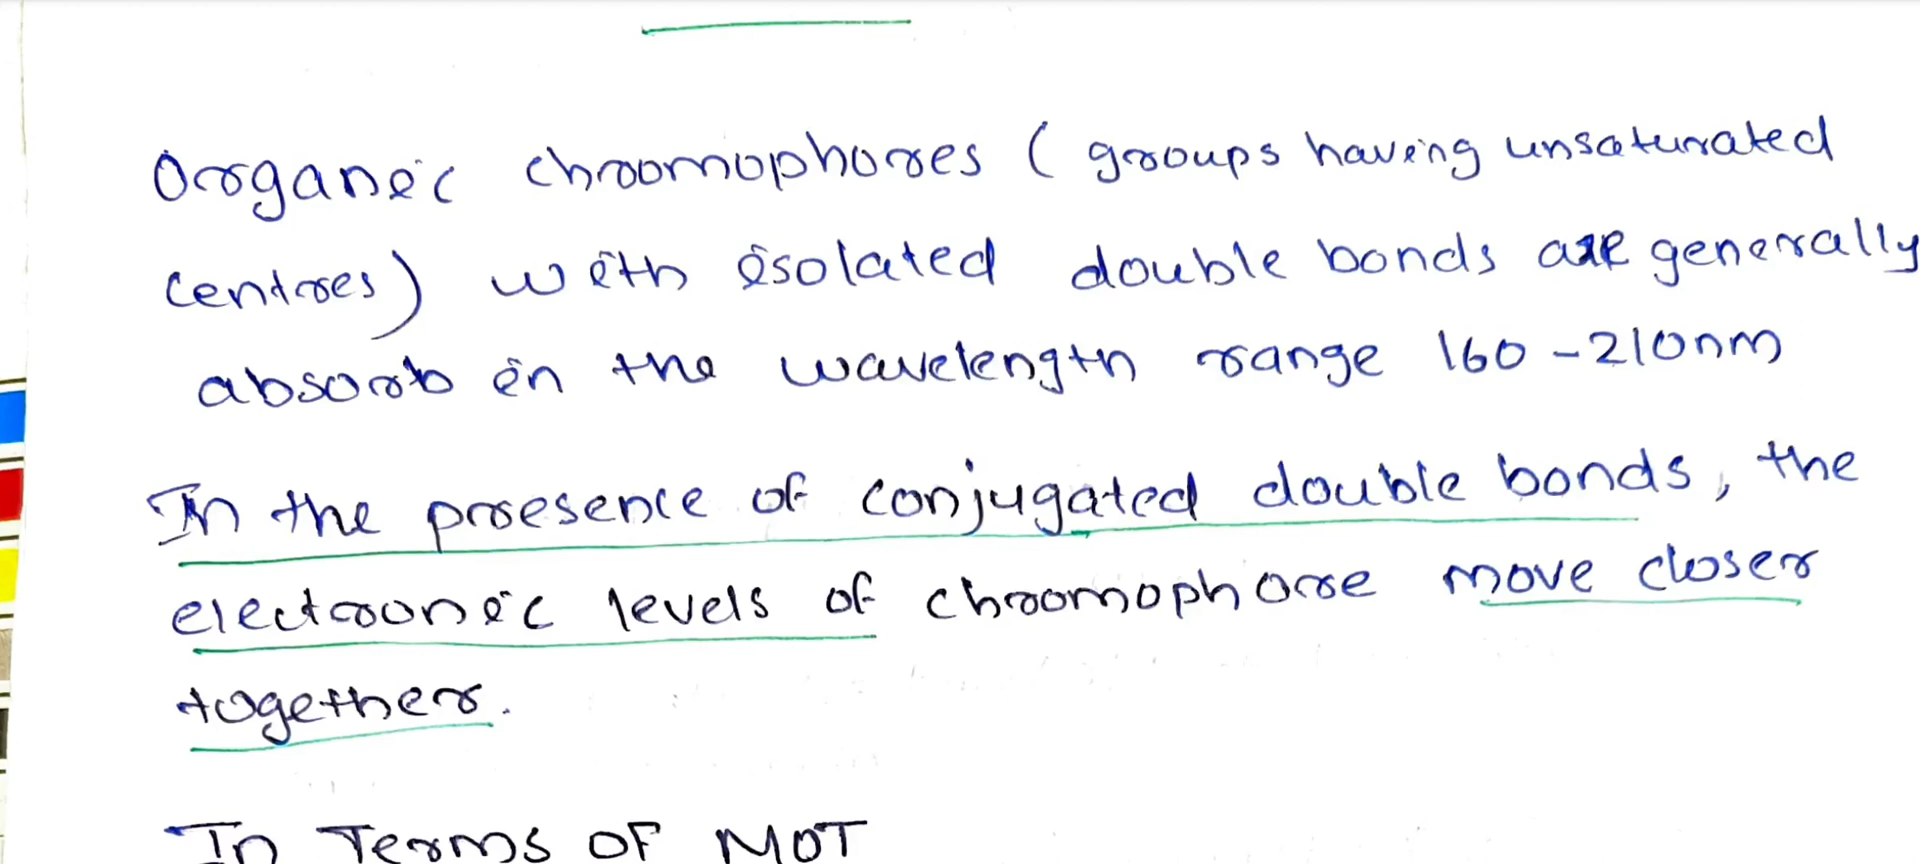 Organic chromophores (groups having unsaturated
centres) with isolated double bonds are generally
absorb in the wavelength range 160-210nm
In the presence of conjugated double bonds, the
electronic levels of chromophore move closer
together.
In Terms OF MOT